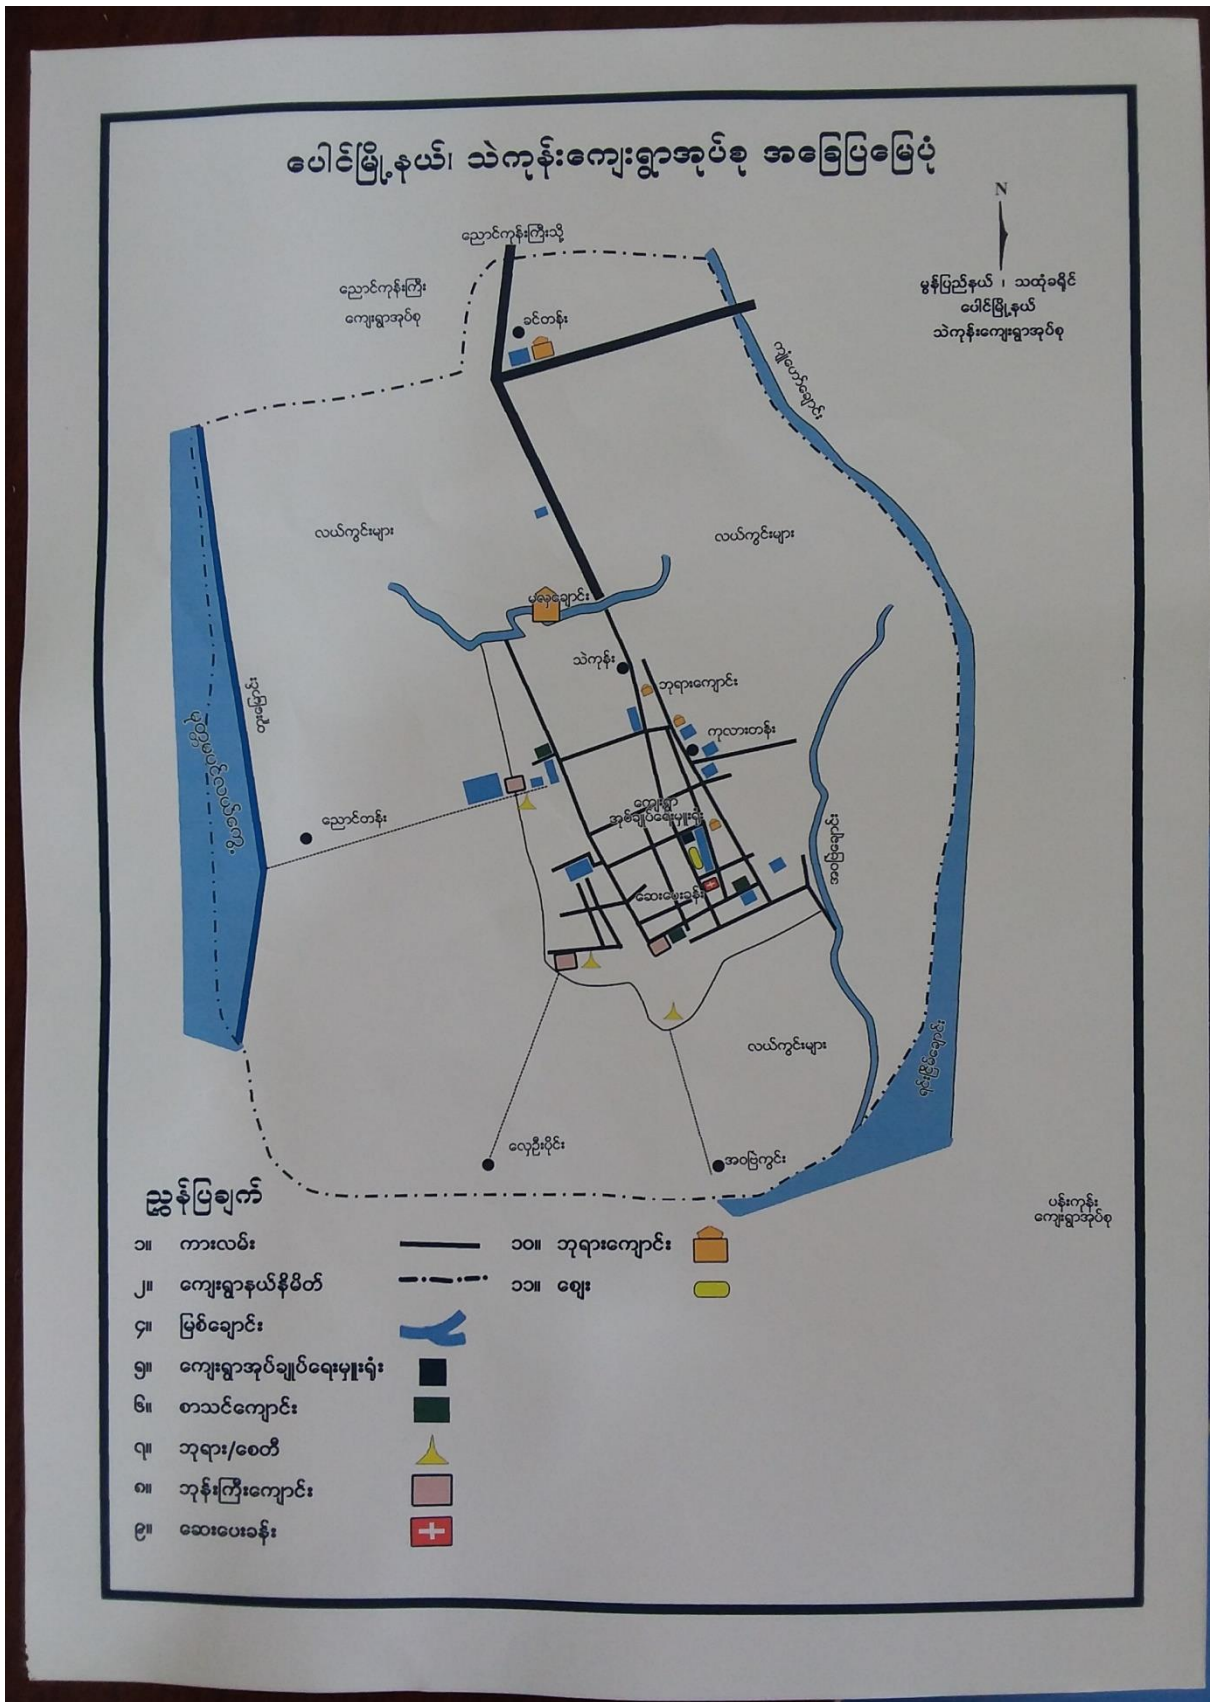 ပေါင်မြို့နယ်၊ သဲကုန်းကျေးရွာအုပ်စု အခြေပြမြေပုံ
N
မွန်ပြည်နယ် ၊ သထုံခရိုင်
ပေါင်မြို့နယ်
သဲကုန်းကျေးရွာအုပ်စု
ညောင်ကုန်းကြီးသို့
ညောင်ကုန်းကြီး
ကျေးရွာအုပ်စု
ခင်တန်း
ကျုံဟော်ချောင်း
လယ်ကွင်းများ
လယ်ကွင်းများ
သဲကုန်း
ဘုရားကျောင်း
ကုလားတန်း
ညောင်တန်း
ကျေးရွာ
အုပ်ချုပ်ရေးမှူးရုံး
ဆေးပေးခန်း
လယ်ကွင်းများ
လှေဦးပိုင်း
အဝဗြဲကွင်း
ပန်းကုန်း
ကျေးရွာအုပ်စု
ညွှန်ပြချက်
၁။ ကားလမ်း
၂။ ကျေးရွာနယ်နိမိတ်
၄။ မြစ်ချောင်း
၅။ ကျေးရွာအုပ်ချုပ်ရေးမှူးရုံး
၆။ စာသင်ကျောင်း
၇။ ဘုရား/စေတီ
၈။ ဘုန်းကြီးကျောင်း
၉။ ဆေးပေးခန်း
၁၀။ ဘုရားကျောင်း
၁၁။ ဈေး